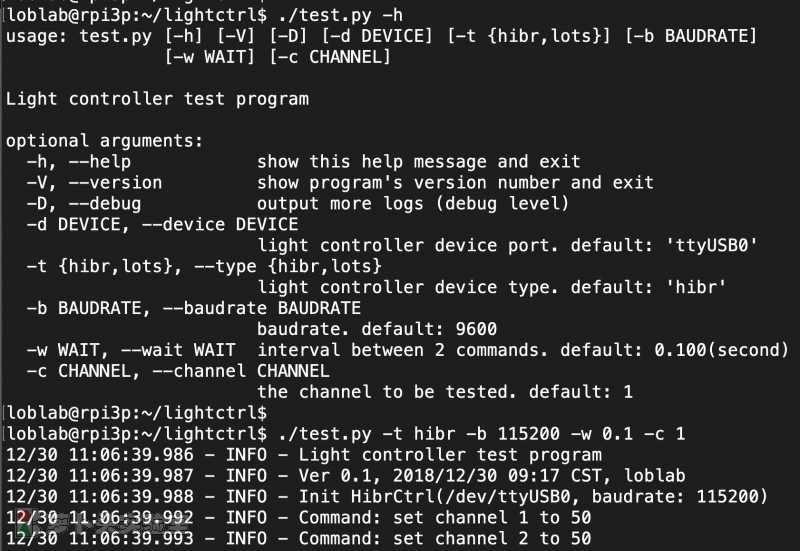 loblab@rpi3p:~/lightctrl$ ./test.py -h
usage: test.py [-h] [-V] [-D] [-d DEVICE] [-t {hibr,lots}] [-b BAUDRATE]
               [-w WAIT] [-c CHANNEL]

Light controller test program

optional arguments:
  -h, --help            show this help message and exit
  -V, --version         show program's version number and exit
  -D, --debug           output more logs (debug level)
  -d DEVICE, --device DEVICE
                        light controller device port. default: 'ttyUSB0'
  -t {hibr,lots}, --type {hibr,lots}
                        light controller device type. default: 'hibr'
  -b BAUDRATE, --baudrate BAUDRATE
                        baudrate. default: 9600
  -w WAIT, --wait WAIT  interval between 2 commands. default: 0.100(second)
  -c CHANNEL, --channel CHANNEL
                        the channel to be tested. default: 1
loblab@rpi3p:~/lightctrl$
loblab@rpi3p:~/lightctrl$ ./test.py -t hibr -b 115200 -w 0.1 -c 1
12/30 11:06:39.986 - INFO - Light controller test program
12/30 11:06:39.987 - INFO - Ver 0.1, 2018/12/30 09:17 CST, loblab
12/30 11:06:39.988 - INFO - Init HibrCtrl(/dev/ttyUSB0, baudrate: 115200)
12/30 11:06:39.992 - INFO - Command: set channel 1 to 50
12/30 11:06:39.993 - INFO - Command: set channel 2 to 50